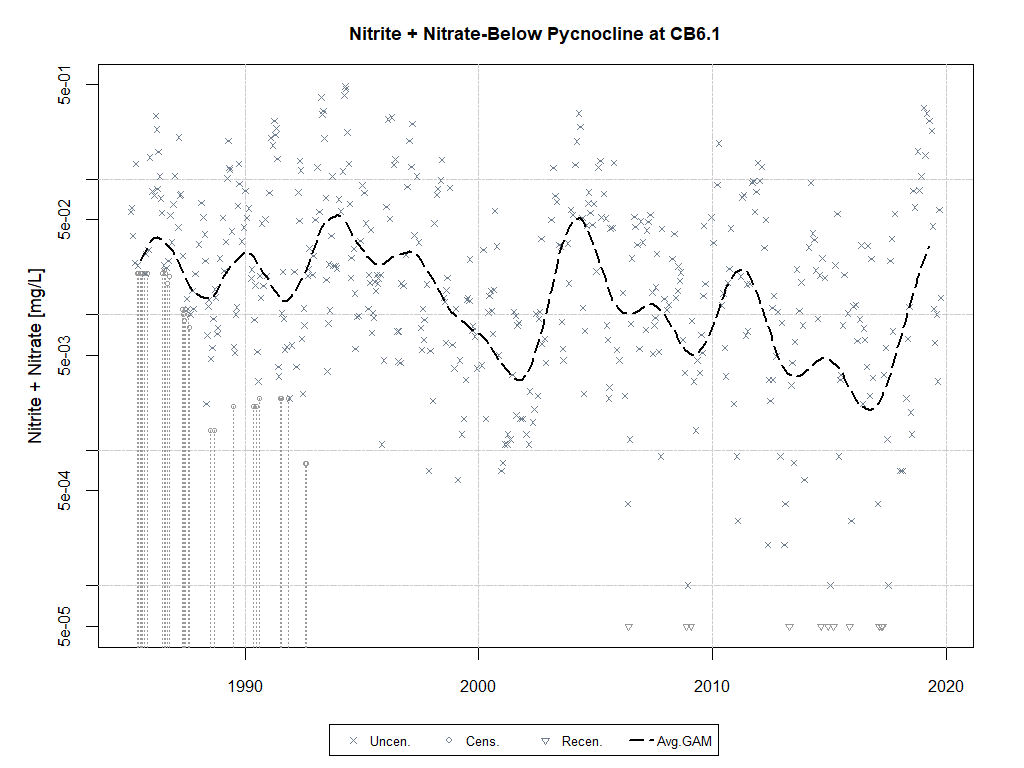 Nitrite + Nitrate-Below Pycnocline at CB6.1
Nitrite + Nitrate [mg/L]
5e-01
5e-02
5e-03
5e-04
5e-05
1990
2000
2010
2020
Uncen.
Cens.
Recen.
Avg.GAM